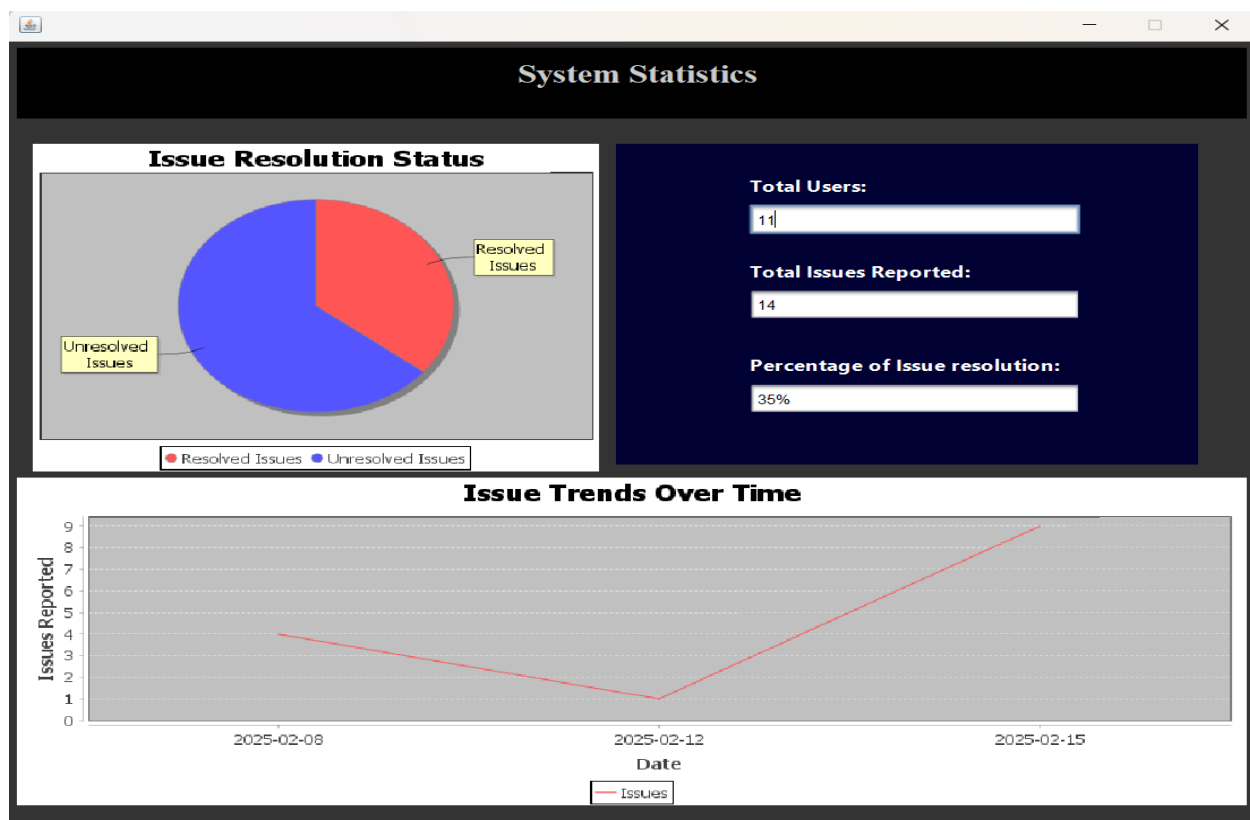 System Statistics
Issue Resolution Status
Resolved
Issues
Unresolved
Issues
Resolved Issues Unresolved Issues
Total Users:
11
Total Issues Reported:
14
Percentage of Issue resolution:
35%
Issue Trends Over Time
Issues Reported
9
8
7
6
5
4
3
2
1
0
2025-02-08 2025-02-12 2025-02-15
Date
Issues